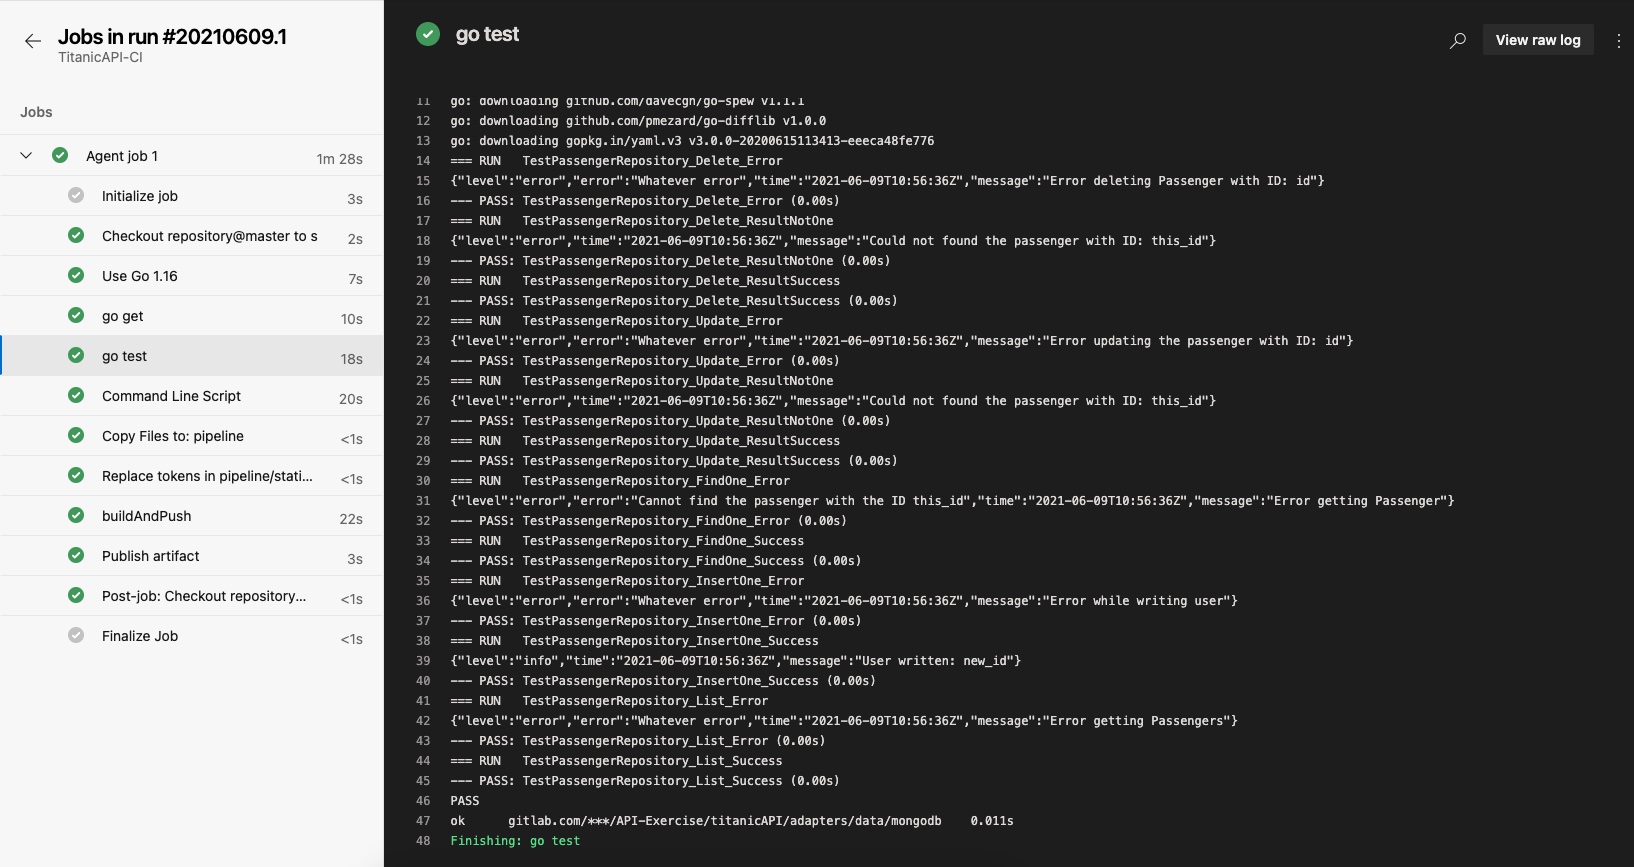 Jobs in run #20210609.1
TitanicAPI-CI
Jobs
Agent job 1 1m 28s
Initialize job 3s
Checkout repository@master to s 2s
Use Go 1.16 7s
go get 10s
go test 18s
Command Line Script 20s
Copy Files to: pipeline <1s
Replace tokens in pipeline/stati... <1s
buildAndPush 22s
Publish artifact 3s
Post-job: Checkout repository... <1s
Finalize Job <1s
go test
View raw log
11 go: downloading github.com/davecgh/go-spew v1.1.1
12 go: downloading github.com/pmezard/go-difflib v1.0.0
13 go: downloading gopkg.in/yaml.v3 v3.0.0-20200615113413-eeeca48fe776
14 === RUN   TestPassengerRepository_Delete_Error
15 {"level":"error","error":"Whatever error","time":"2021-06-09T10:56:36Z","message":"Error deleting Passenger with ID: id"}
16 --- PASS: TestPassengerRepository_Delete_Error (0.00s)
17 === RUN   TestPassengerRepository_Delete_ResultNotOne
18 {"level":"error","time":"2021-06-09T10:56:36Z","message":"Could not found the passenger with ID: this_id"}
19 --- PASS: TestPassengerRepository_Delete_ResultNotOne (0.00s)
20 === RUN   TestPassengerRepository_Delete_ResultSuccess
21 --- PASS: TestPassengerRepository_Delete_ResultSuccess (0.00s)
22 === RUN   TestPassengerRepository_Update_Error
23 {"level":"error","error":"Whatever error","time":"2021-06-09T10:56:36Z","message":"Error updating the passenger with ID: id"}
24 --- PASS: TestPassengerRepository_Update_Error (0.00s)
25 === RUN   TestPassengerRepository_Update_ResultNotOne
26 {"level":"error","time":"2021-06-09T10:56:36Z","message":"Could not found the passenger with ID: this_id"}
27 --- PASS: TestPassengerRepository_Update_ResultNotOne (0.00s)
28 === RUN   TestPassengerRepository_Update_ResultSuccess
29 --- PASS: TestPassengerRepository_Update_ResultSuccess (0.00s)
30 === RUN   TestPassengerRepository_FindOne_Error
31 {"level":"error","error":"Cannot find the passenger with the ID this_id","time":"2021-06-09T10:56:36Z","message":"Error getting Passenger"}
32 --- PASS: TestPassengerRepository_FindOne_Error (0.00s)
33 === RUN   TestPassengerRepository_FindOne_Success
34 --- PASS: TestPassengerRepository_FindOne_Success (0.00s)
35 === RUN   TestPassengerRepository_InsertOne_Error
36 {"level":"error","error":"Whatever error","time":"2021-06-09T10:56:36Z","message":"Error while writing user"}
37 --- PASS: TestPassengerRepository_InsertOne_Error (0.00s)
38 === RUN   TestPassengerRepository_InsertOne_Success
39 {"level":"info","time":"2021-06-09T10:56:36Z","message":"User written: new_id"}
40 --- PASS: TestPassengerRepository_InsertOne_Success (0.00s)
41 === RUN   TestPassengerRepository_List_Error
42 {"level":"error","error":"Whatever error","time":"2021-06-09T10:56:36Z","message":"Error getting Passengers"}
43 --- PASS: TestPassengerRepository_List_Error (0.00s)
44 === RUN   TestPassengerRepository_List_Success
45 --- PASS: TestPassengerRepository_List_Success (0.00s)
46 PASS
47 ok      gitlab.com/***/API-Exercise/titanicAPI/adapters/data/mongodb    0.011s
48 Finishing: go test